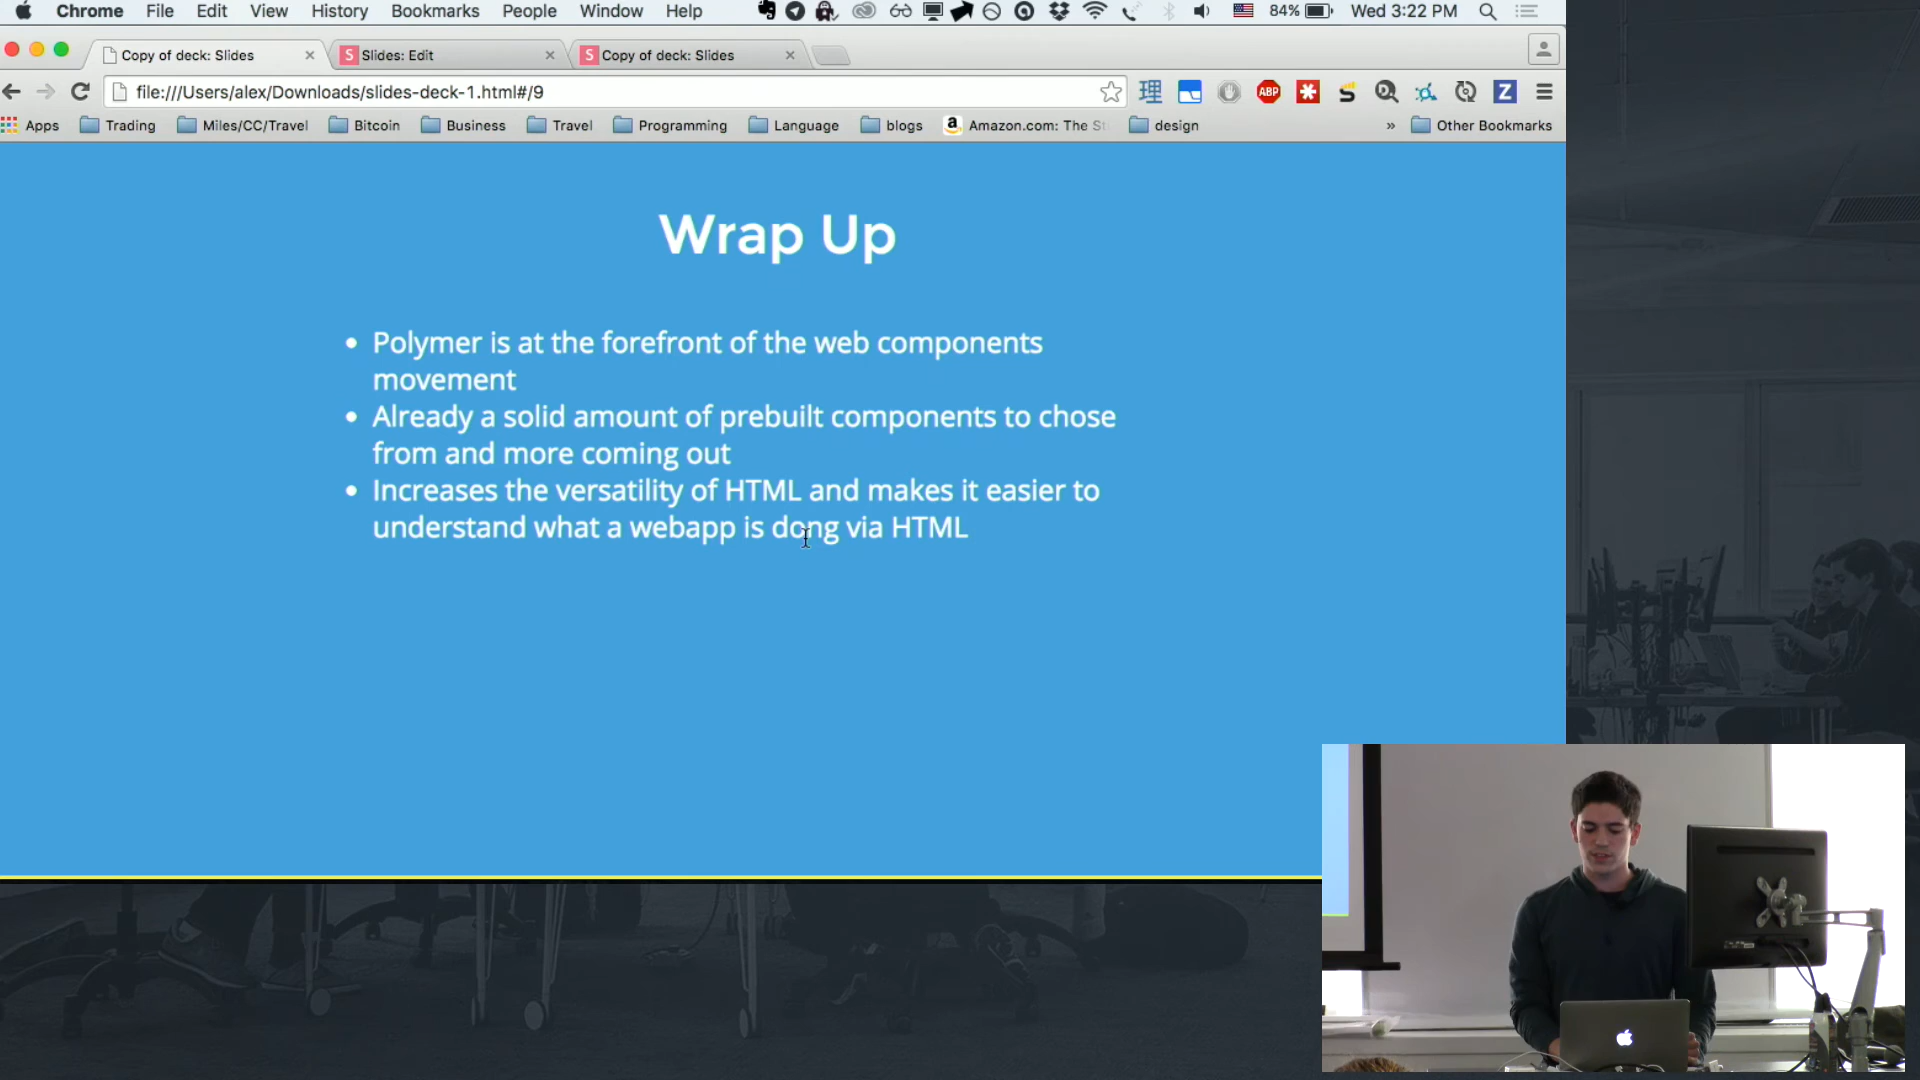 Chrome File Edit View History Bookmarks People Window Help 84% Wed 3:22 PM
Copy of deck: Slides S Slides: Edit S Copy of deck: Slides
file:///Users/alex/Downloads/slides-deck-1.html#/9 理 ABP S Z
Apps Trading Miles/CC/Travel Bitcoin Business Travel Programming Language blogs a Amazon.com: The St design » Other Bookmarks
Wrap Up
• Polymer is at the forefront of the web components
movement
• Already a solid amount of prebuilt components to chose
from and more coming out
• Increases the versatility of HTML and makes it easier to
understand what a webapp is dong via HTML